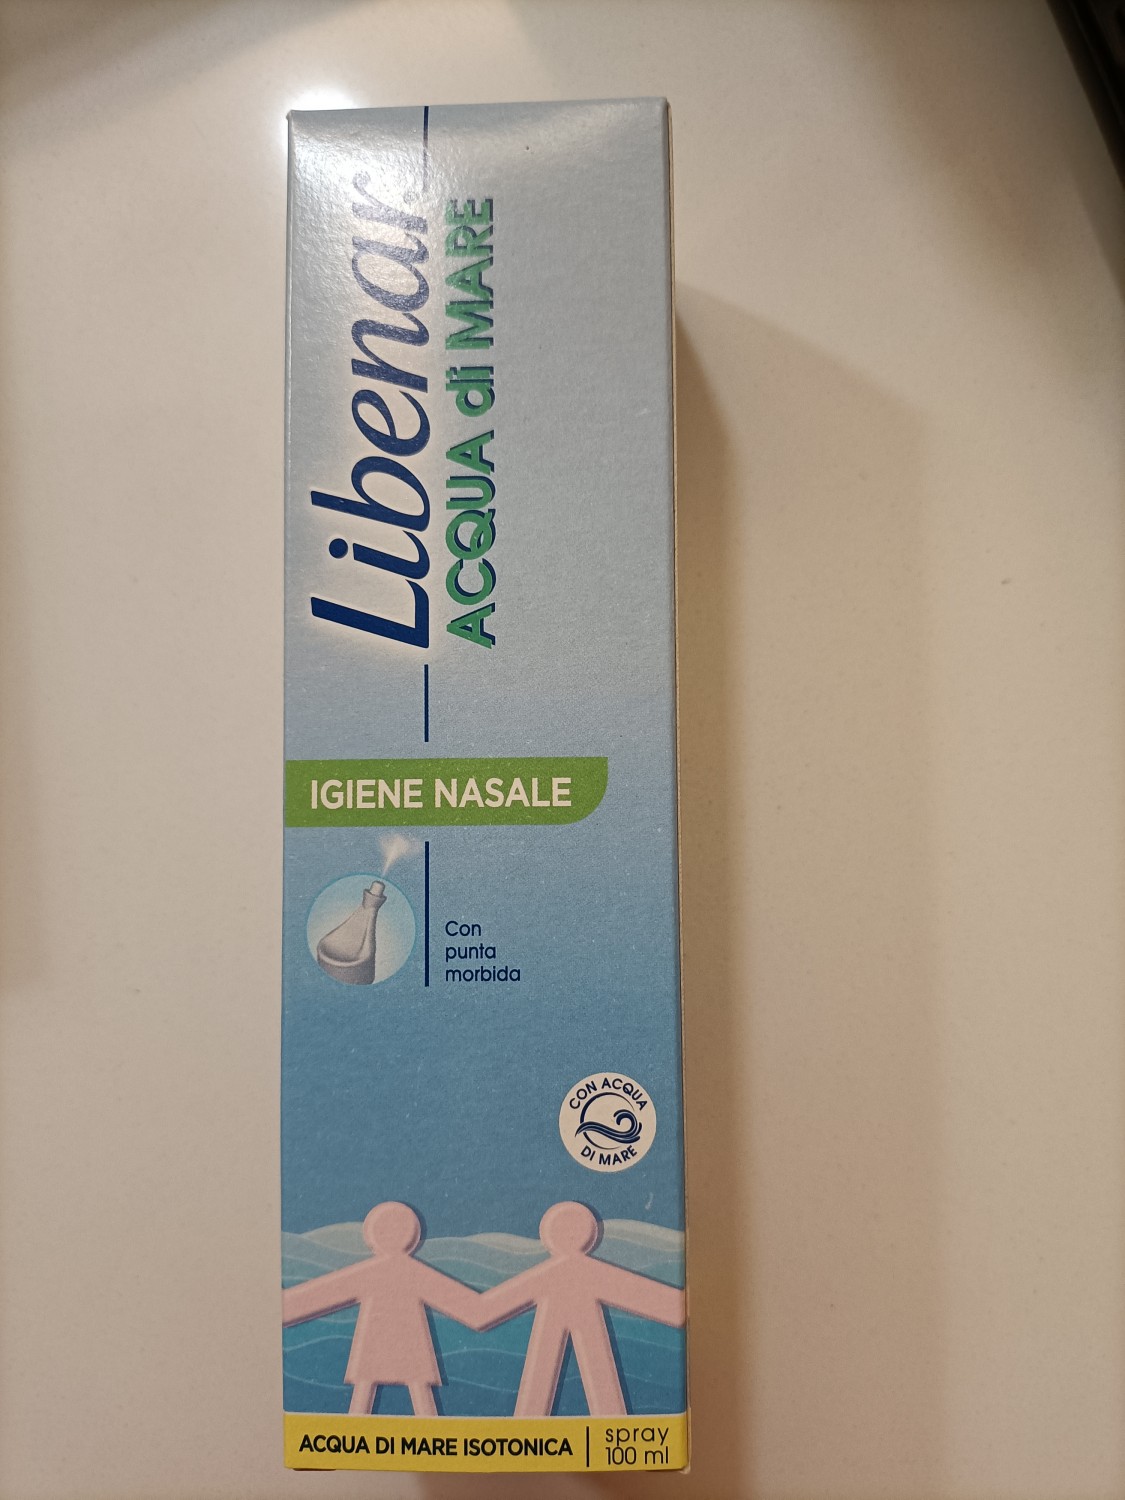 Libenar
ACQUA di MARE
IGIENE NASALE
Con
punta
morbida
CON ACQUA
DI MARE
ACQUA DI MARE ISOTONICA
spray
100 ml